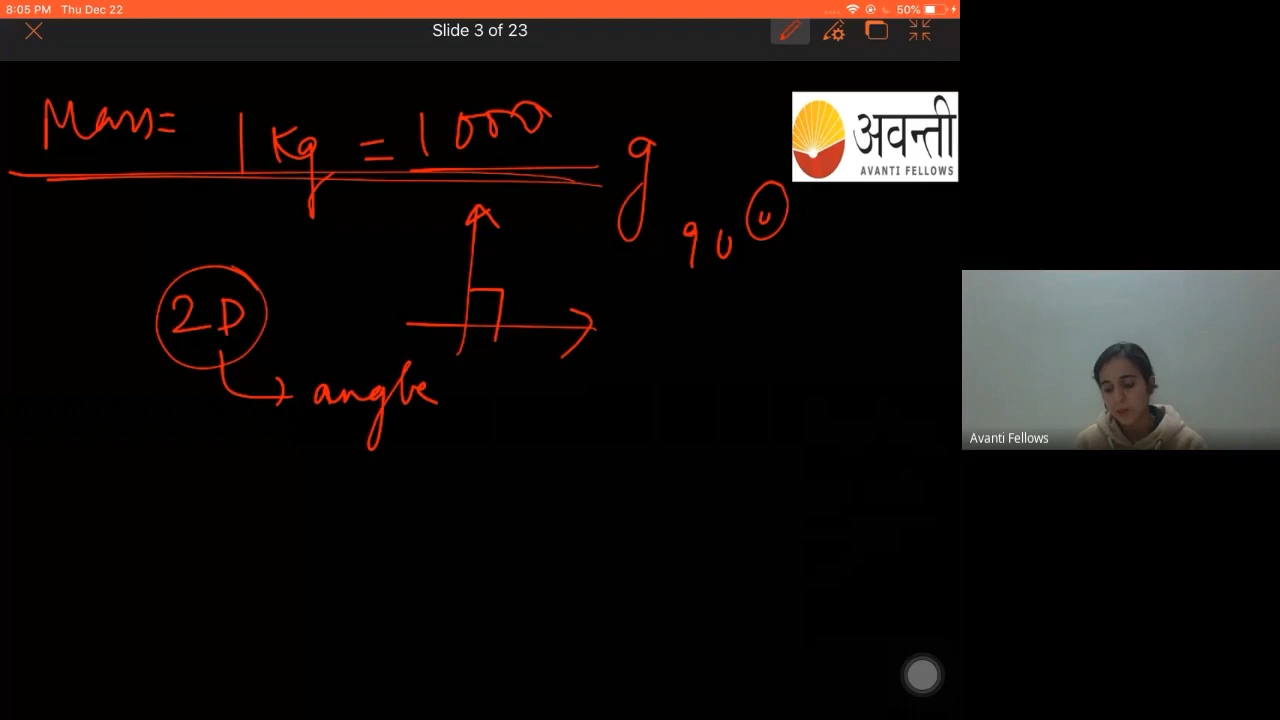 8:05 PM Thu Dec 22
50%
Slide 3 of 23
Mass= 1 Kg = 1000 g
अवन्ती
AVANTI FELLOWS
90°
2D
angle
Avanti Fellows